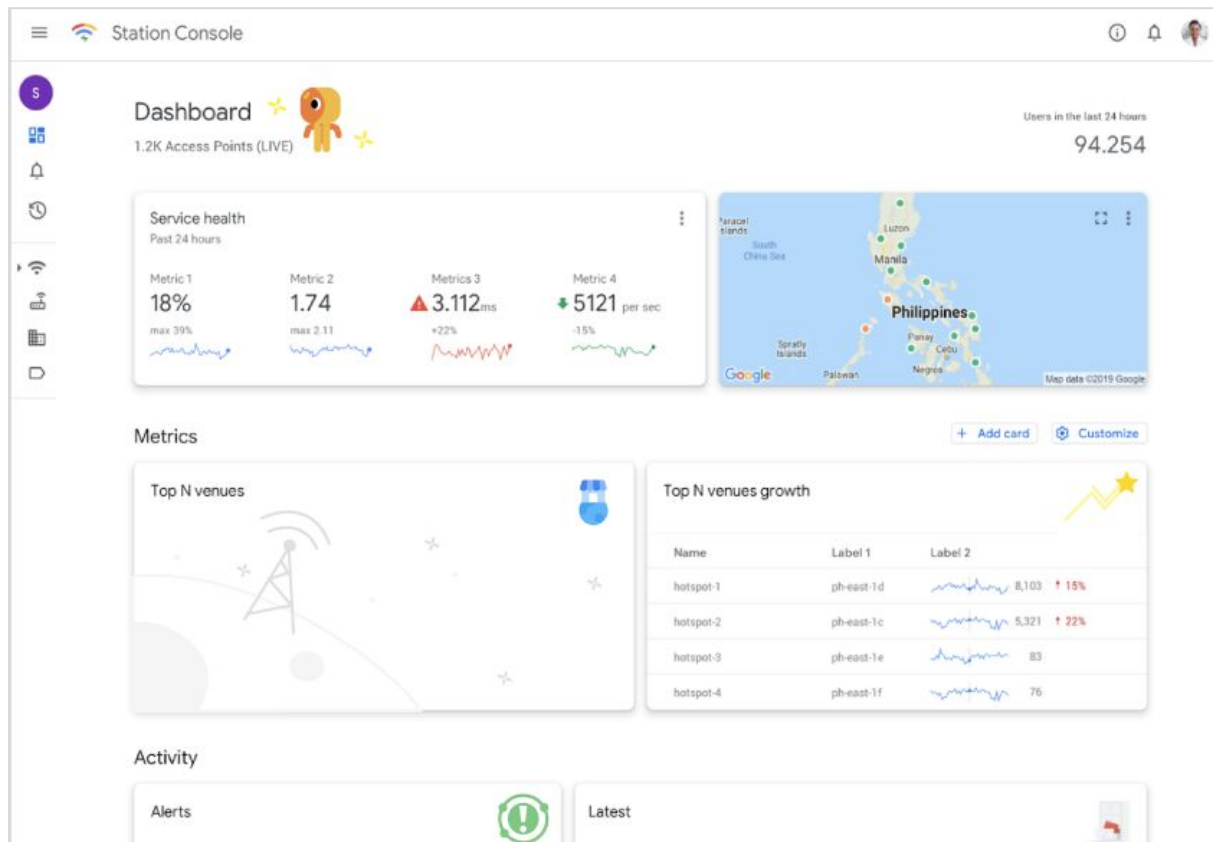 Station Console
S
Dashboard
1.2K Access Points (LIVE)
Users in the last 24 hours
94.254
Service health
Past 24 hours
Metric 1
18%
max 39%
Metric 2
1.74
max 2.11
Metrics 3
3.112ms
+22%
Metric 4
5121 per sec
-15%
Paracel
Islands
South
China Sea
Luzon
Manila
Philippines
Panay
Cebu
Spratly
Islands
Palawan
Negros
Google
Map data ©2019 Google
Metrics
+ Add card
Customize
Top N venues
Top N venues growth
Name Label 1 Label 2
hotspot-1 ph-east-1d 8,103 ↑ 15%
hotspot-2 ph-east-1c 5,321 ↑ 22%
hotspot-3 ph-east-1e 83
hotspot-4 ph-east-1f 76
Activity
Alerts
Latest